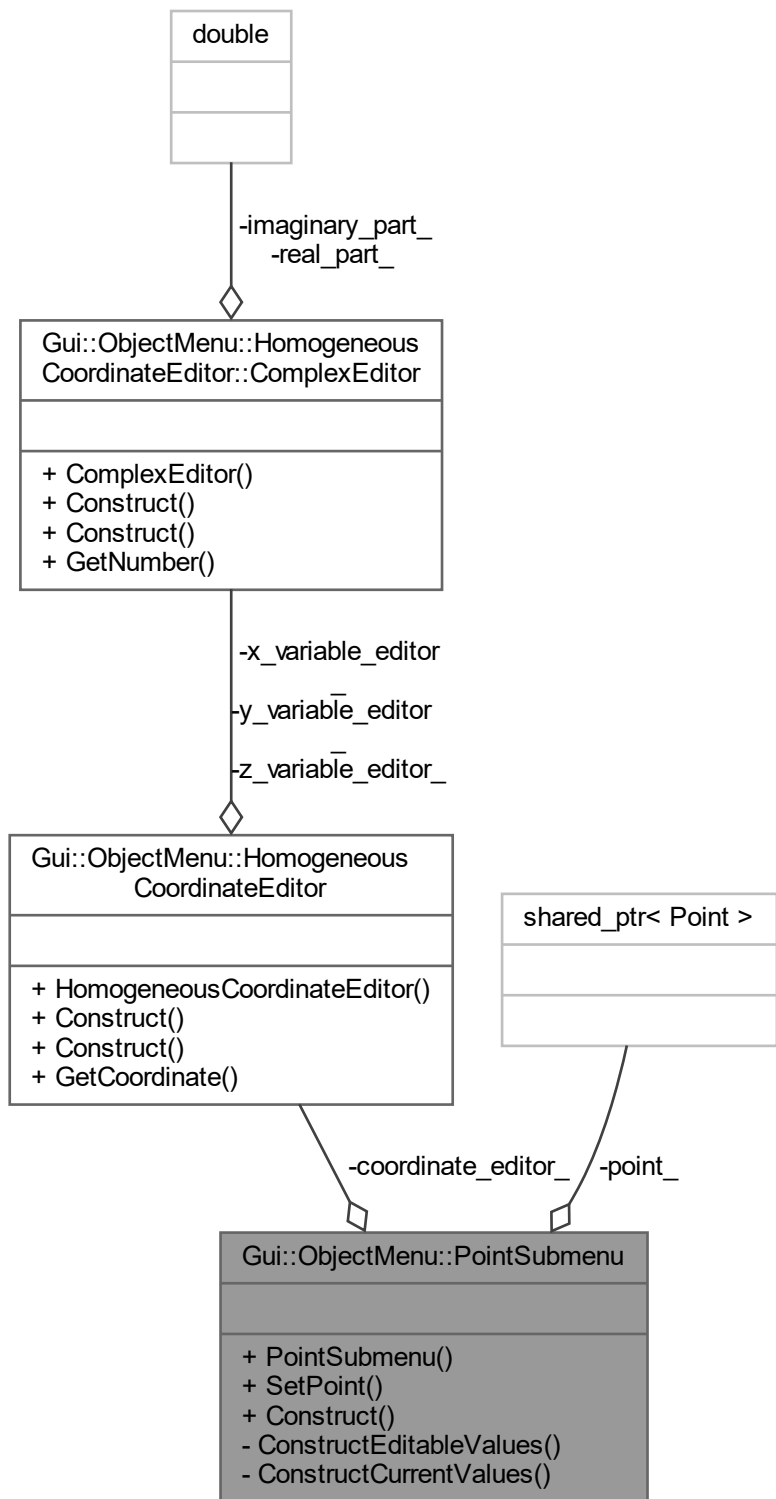 double
-imaginary_part_
-real_part_
Gui::ObjectMenu::Homogeneous
CoordinateEditor::ComplexEditor
+ ComplexEditor()
+ Construct()
+ Construct()
+ GetNumber()
-x_variable_editor
_
-y_variable_editor
_
-z_variable_editor_
Gui::ObjectMenu::Homogeneous
CoordinateEditor
shared_ptr< Point >
+ HomogeneousCoordinateEditor()
+ Construct()
+ Construct()
+ GetCoordinate()
-coordinate_editor_
-point_
Gui::ObjectMenu::PointSubmenu
+ PointSubmenu()
+ SetPoint()
+ Construct()
- ConstructEditableValues()
- ConstructCurrentValues()